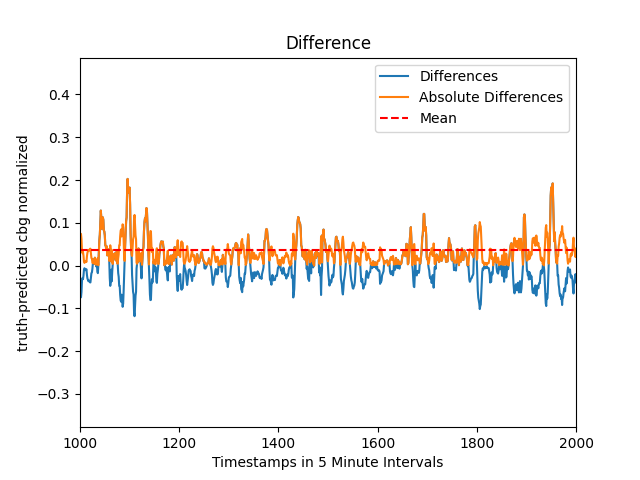 Difference
Differences
Absolute Differences
Mean
truth-predicted cbg normalized
0.4
0.3
0.2
0.1
0.0
−0.1
−0.2
−0.3
1000
1200
1400
1600
1800
2000
Timestamps in 5 Minute Intervals